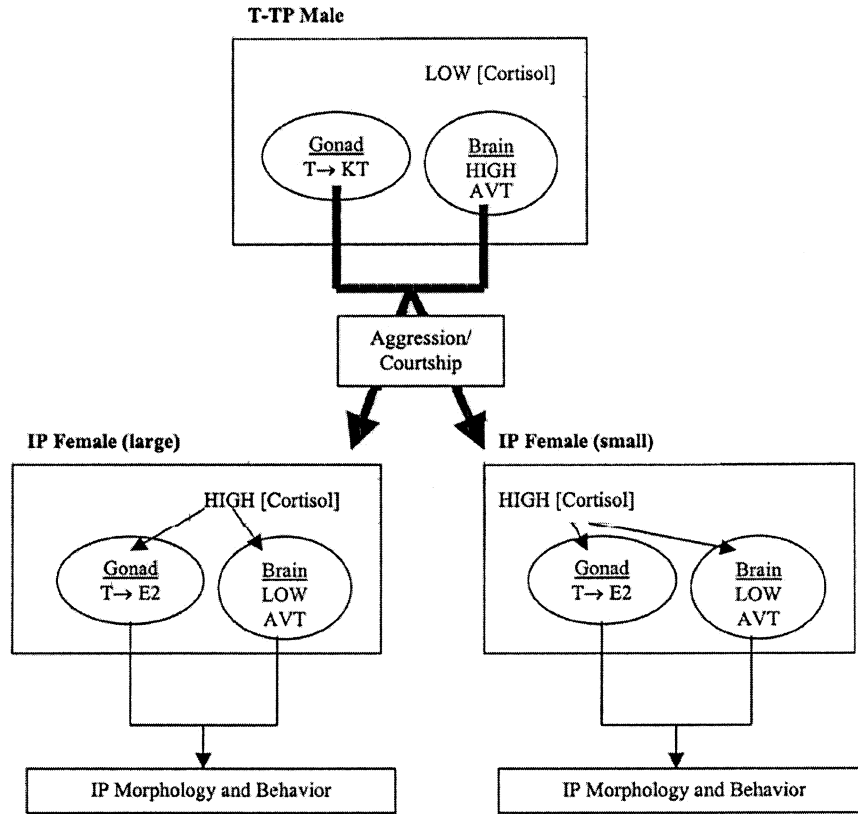 T-TP Male
LOW [Cortisol]
Gonad
T→ KT
Brain
HIGH
AVT
Aggression/
Courtship
IP Female (large)
HIGH [Cortisol]
Gonad
T→ E2
Brain
LOW
AVT
IP Morphology and Behavior
IP Female (small)
HIGH [Cortisol]
Gonad
T→ E2
Brain
LOW
AVT
IP Morphology and Behavior